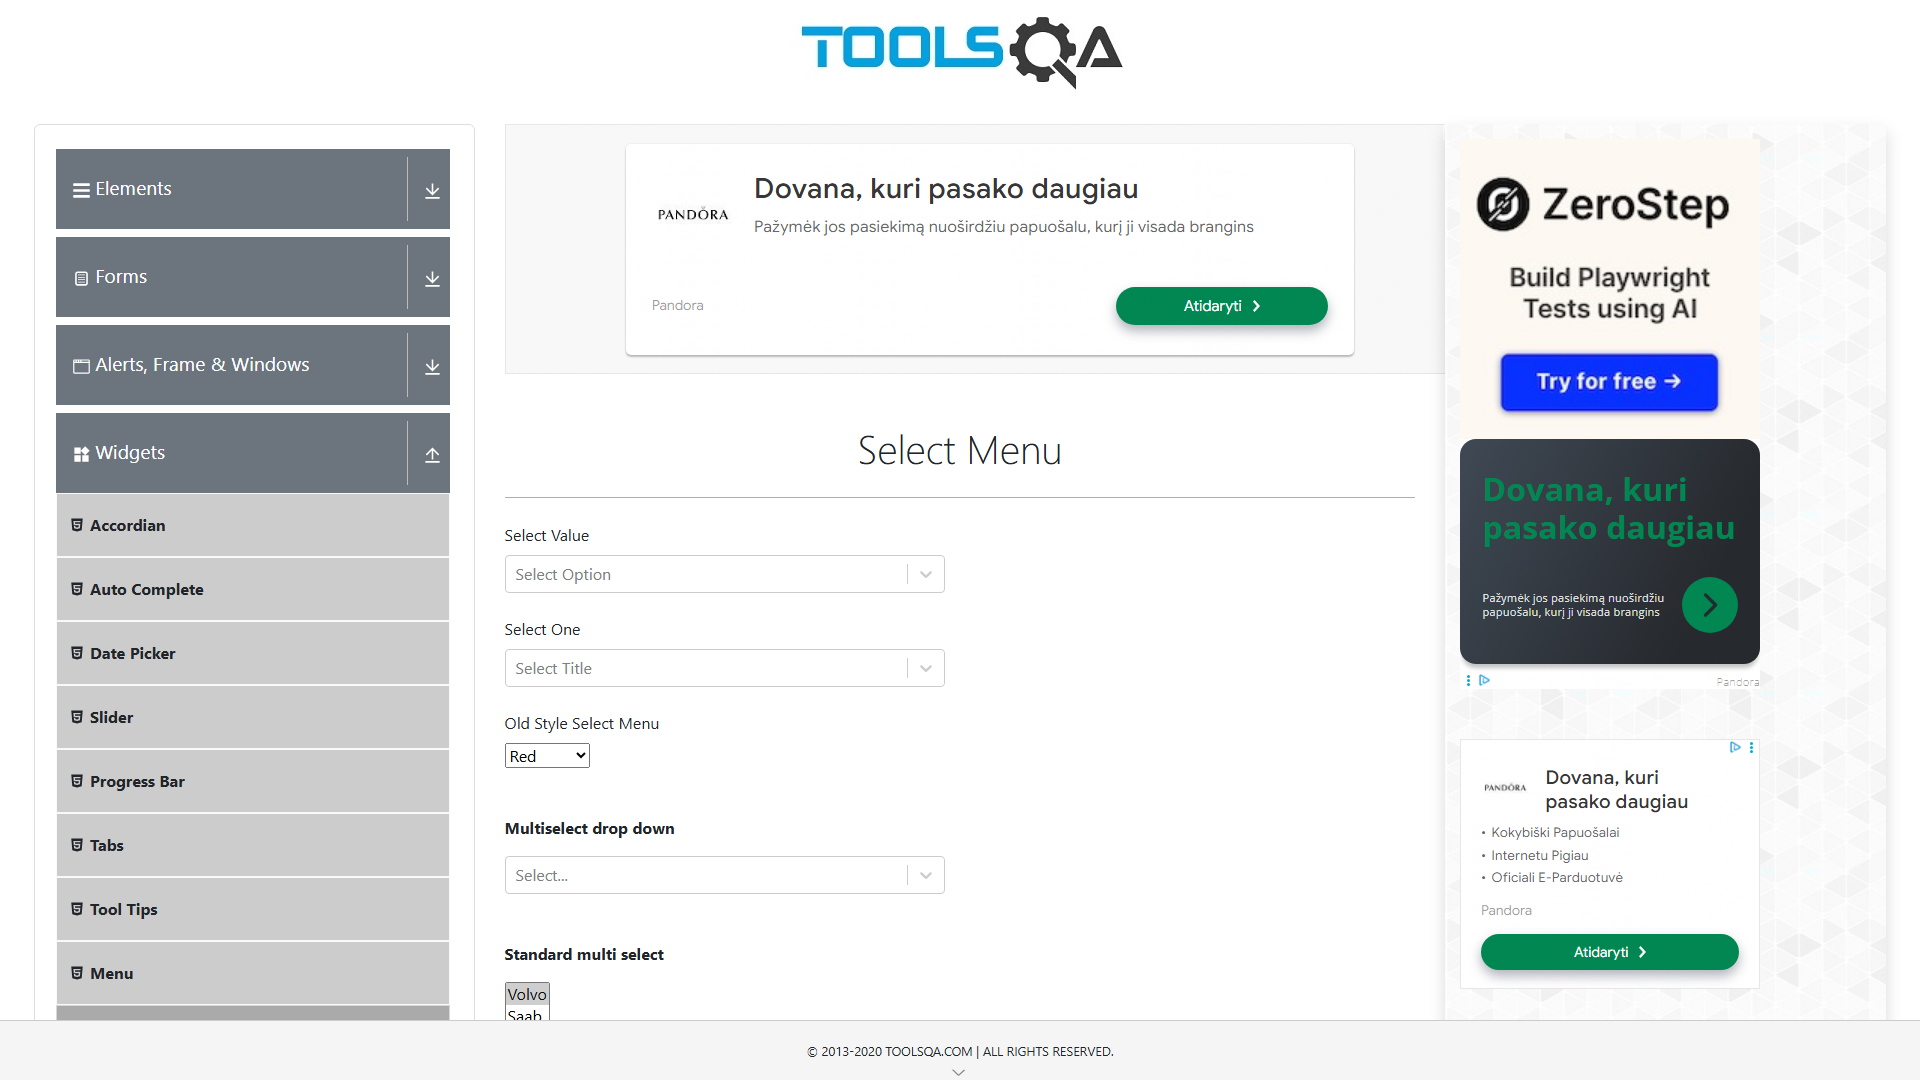 TOOLSQA
Elements
Forms
Alerts, Frame & Windows
Widgets
Accordian
Auto Complete
Date Picker
Slider
Progress Bar
Tabs
Tool Tips
Menu
PANDÖRA
Dovana, kuri pasako daugiau
Pažymėk jos pasiekimą nuoširdžiu papuošalu, kurį ji visada brangins
Pandora
Atidaryti
Select Menu
Select Value
Select Option
Select One
Select Title
Old Style Select Menu
Red
Multiselect drop down
Select...
Standard multi select
Volvo
Saab
ZeroStep
Build Playwright
Tests using AI
Try for free →
Dovana, kuri
pasako daugiau
Pažymėk jos pasiekimą nuoširdžiu
papuošalu, kurį ji visada brangins
Pandora
PANDÖRA
Dovana, kuri
pasako daugiau
• Kokybiški Papuošalai
• Internetu Pigiau
• Oficiali E-Parduotuvė
Pandora
Atidaryti
© 2013-2020 TOOLSQA.COM | ALL RIGHTS RESERVED.